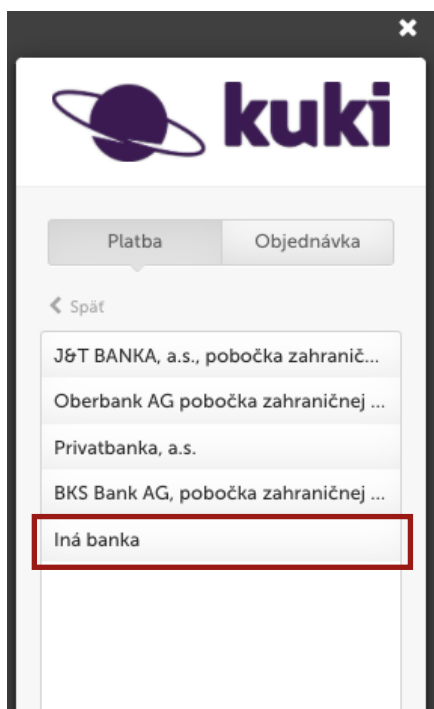 kuki
Platba Objednávka
Späť
J&T BANKA, a.s., pobočka zahranič...
Oberbank AG pobočka zahraničnej ...
Privatbanka, a.s.
BKS Bank AG, pobočka zahraničnej ...
Iná banka